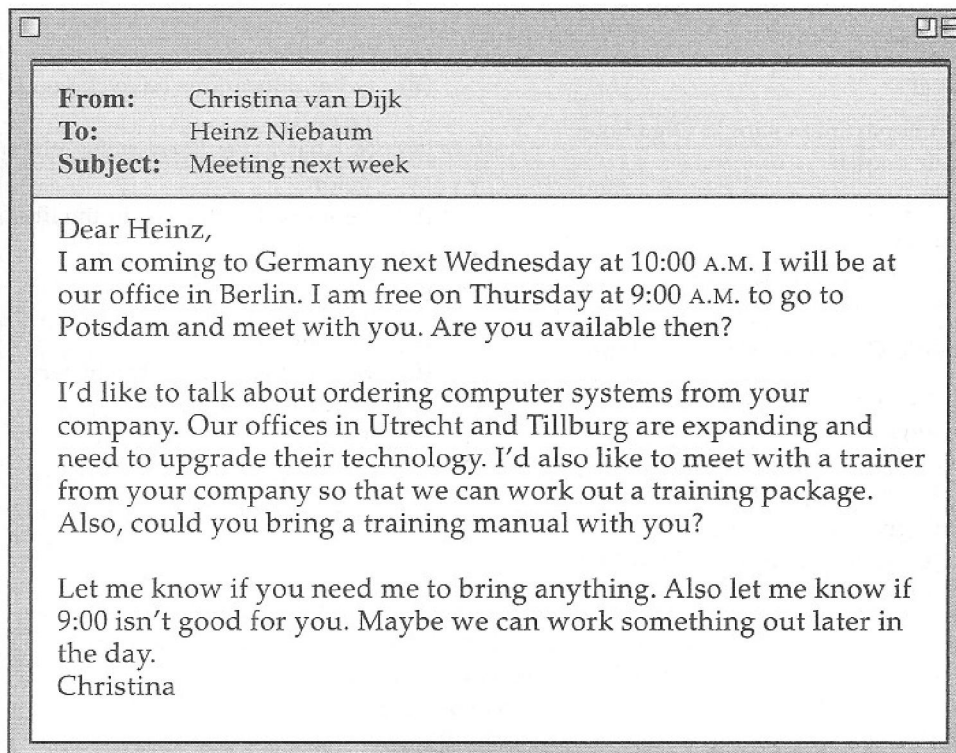 From: Christina van Dijk
To: Heinz Niebaum
Subject: Meeting next week
Dear Heinz,
I am coming to Germany next Wednesday at 10:00 A.M. I will be at
our office in Berlin. I am free on Thursday at 9:00 A.M. to go to
Potsdam and meet with you. Are you available then?
I'd like to talk about ordering computer systems from your
company. Our offices in Utrecht and Tillburg are expanding and
need to upgrade their technology. I'd also like to meet with a trainer
from your company so that we can work out a training package.
Also, could you bring a training manual with you?
Let me know if you need me to bring anything. Also let me know if
9:00 isn't good for you. Maybe we can work something out later in
the day.
Christina